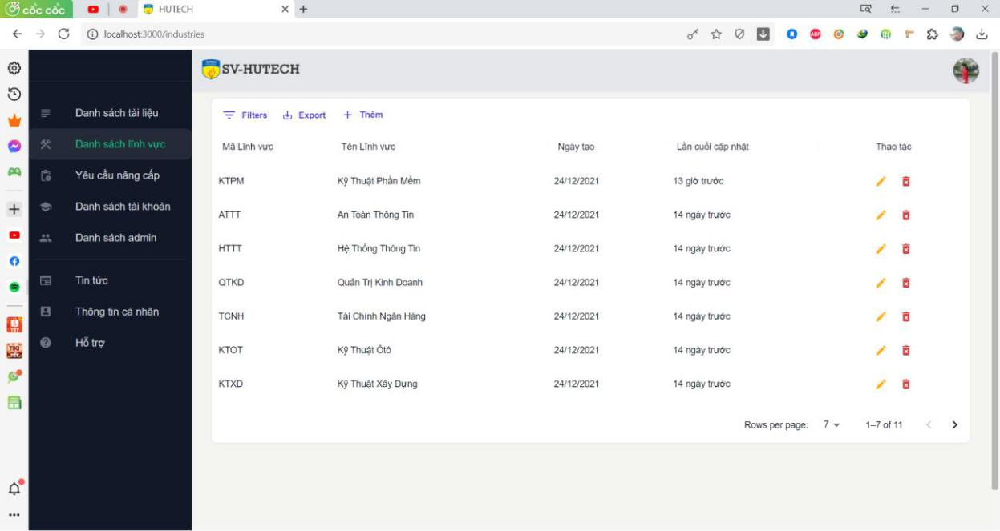 cốc cốc
HUTECH
localhost:3000/industries
ABP
SV-HUTECH
Danh sách tài liệu
Danh sách lĩnh vực
Yêu cầu nâng cấp
Danh sách tài khoản
Danh sách admin
Tin tức
Thông tin cá nhân
Hỗ trợ
Filters Export Thêm
Mã Lĩnh vực Tên Lĩnh vực Ngày tạo Lần cuối cập nhật Thao tác
KTPM Kỹ Thuật Phần Mềm 24/12/2021 13 giờ trước
ATTT An Toàn Thông Tin 24/12/2021 14 ngày trước
HTTT Hệ Thống Thông Tin 24/12/2021 14 ngày trước
QTKD Quản Trị Kinh Doanh 24/12/2021 14 ngày trước
TCNH Tài Chính Ngân Hàng 24/12/2021 14 ngày trước
KTOT Kỹ Thuật Ôtô 24/12/2021 14 ngày trước
KTXD Kỹ Thuật Xây Dựng 24/12/2021 14 ngày trước
Rows per page: 7 1–7 of 11